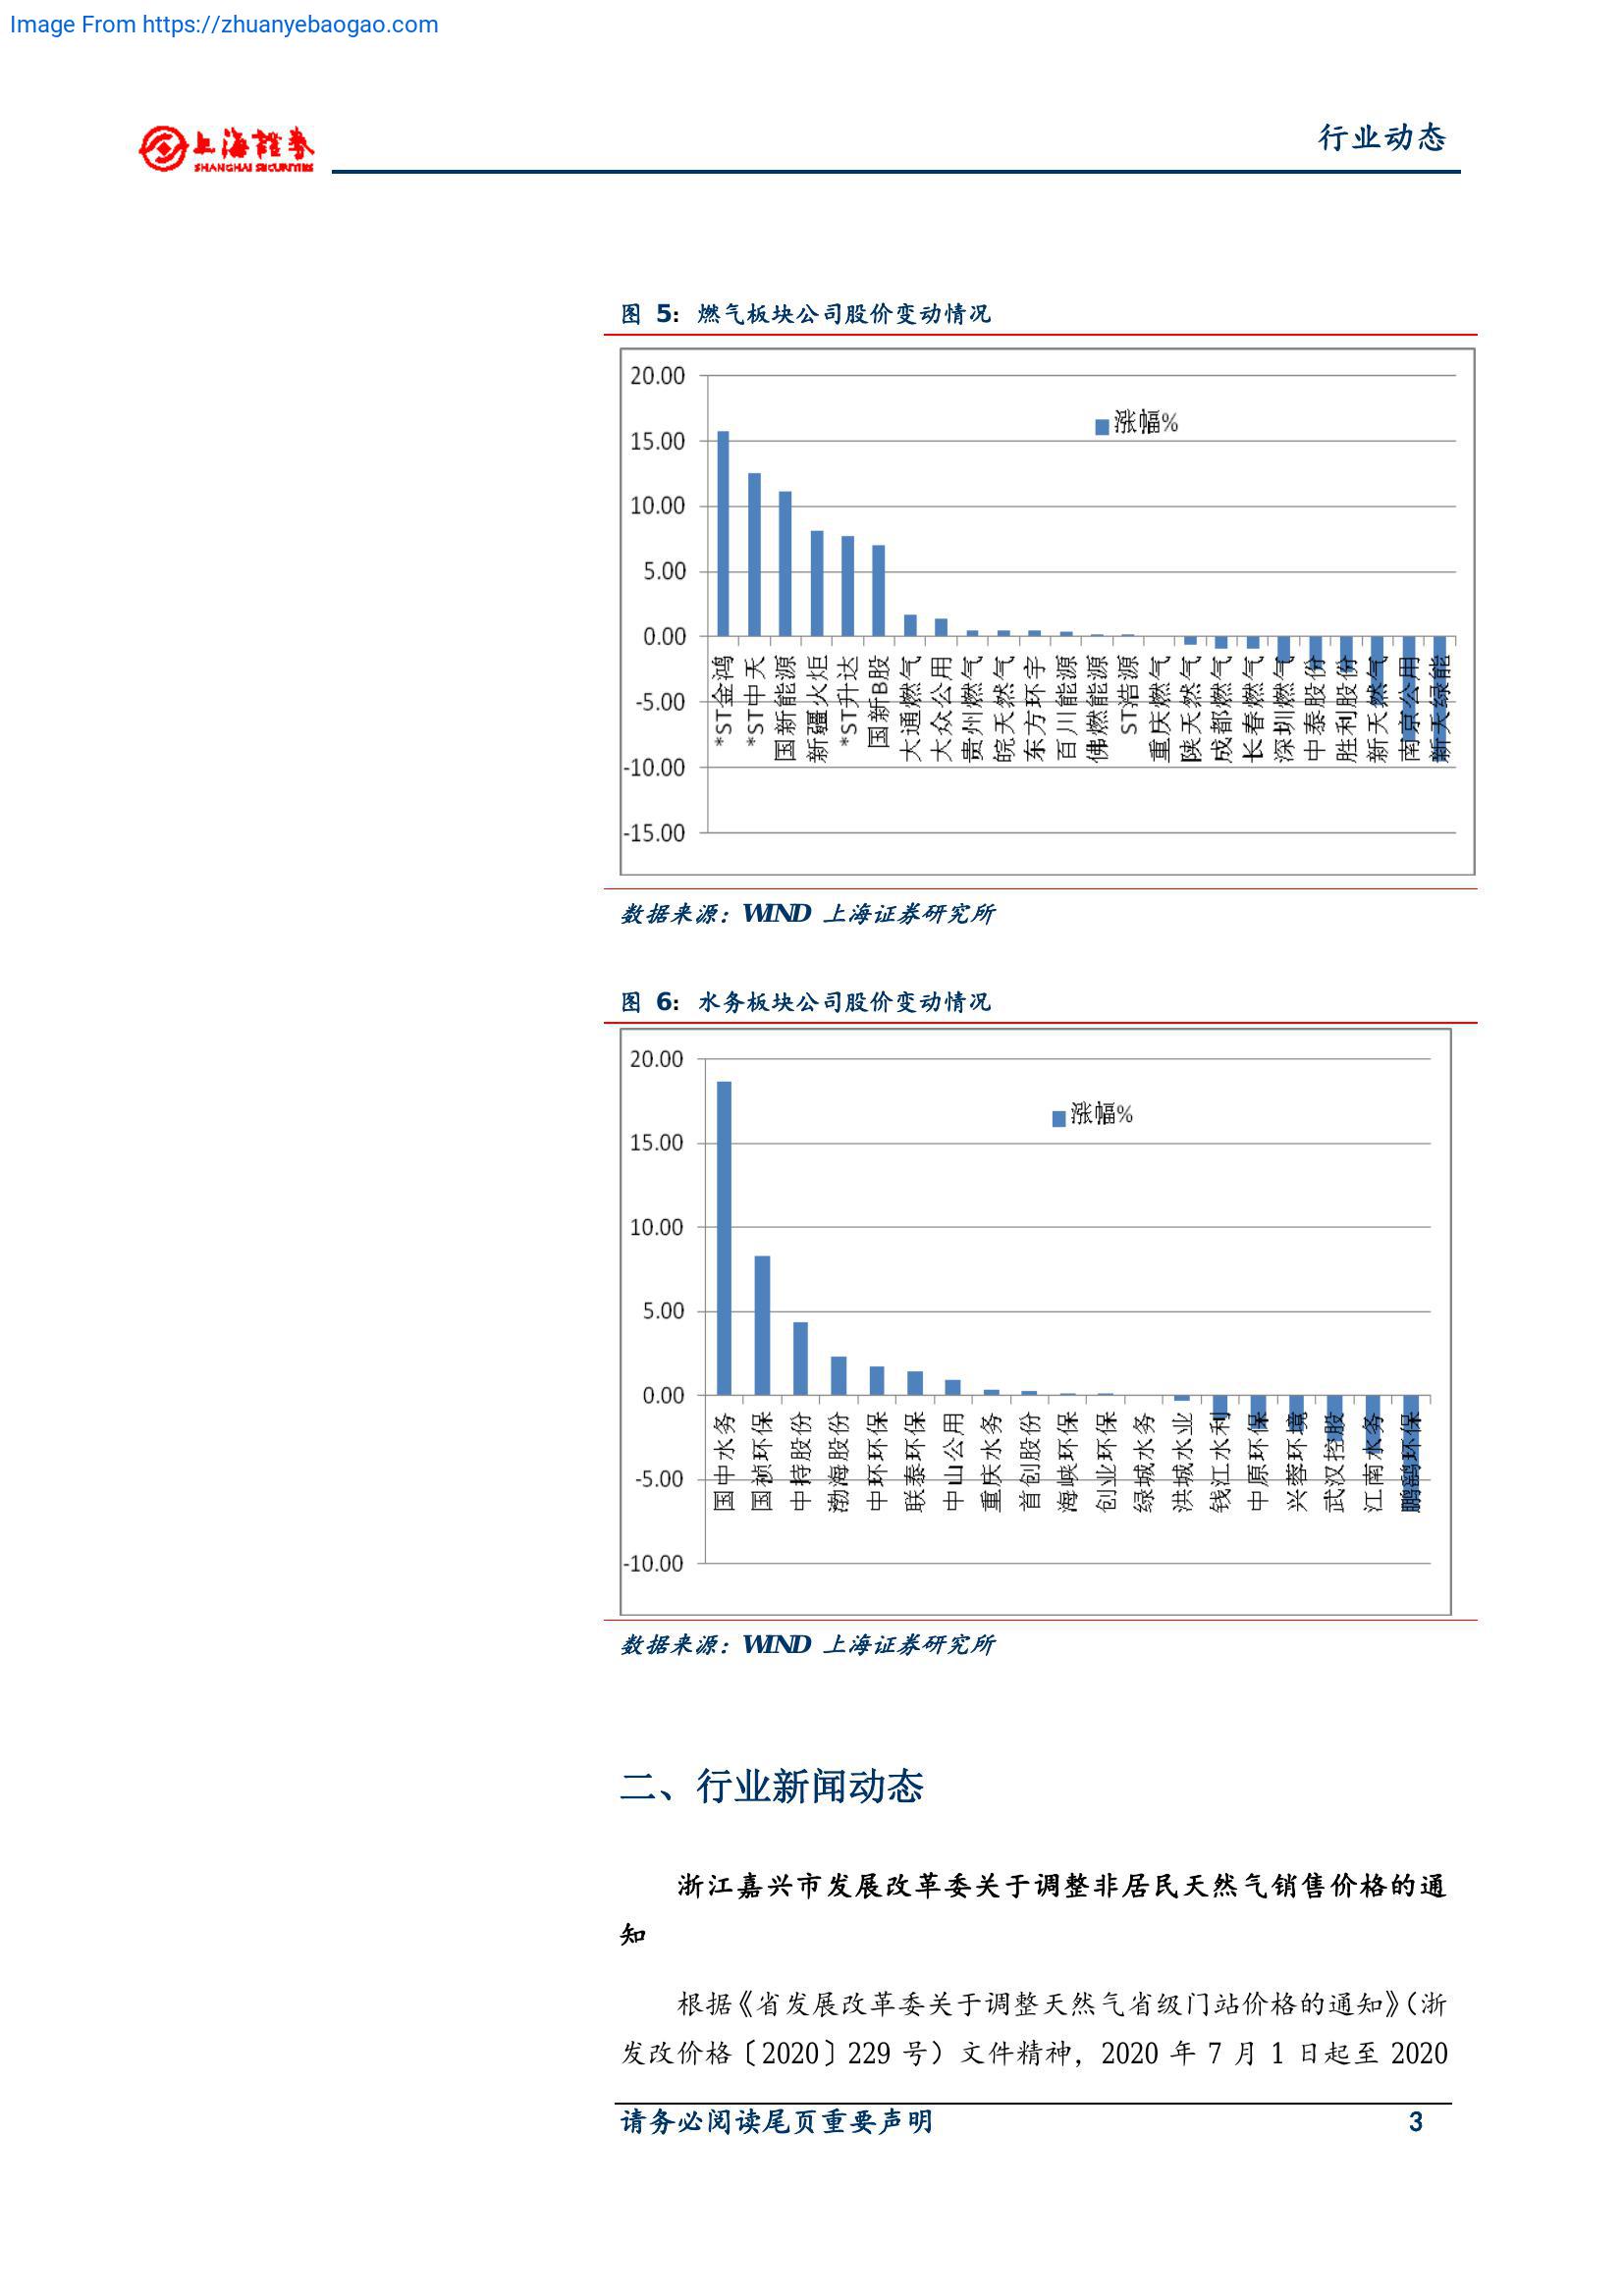 Image From https://zhuanyebaogao.com
上海證券
SHANGHAI SECURITIES
行业动态
图 5: 燃气板块公司股价变动情况
20.00
15.00
10.00
5.00
0.00
-5.00
-10.00
-15.00
涨幅%
*ST金鸿
*ST中天
国新能源
新疆火炬
*ST升达
国新B股
大通燃气
大众公用
贵州燃气
皖天然气
东方环宇
百川能源
佛燃能源
ST浩源
重庆燃气
陕天然气
成都燃气
长春燃气
深圳燃气
中泰股份
胜利股份
新天然气
南京公用
新天绿能
数据来源：WIND 上海证券研究所
图 6: 水务板块公司股价变动情况
20.00
15.00
10.00
5.00
0.00
-5.00
-10.00
涨幅%
国中水务
国祯环保
中持股份
渤海股份
中环环保
联泰环保
中山公用
重庆水务
首创股份
海峡环保
创业环保
绿城水务
洪城水业
钱江水利
中原环保
兴蓉环境
武汉控股
江南水务
鹏鹞环保
数据来源：WIND 上海证券研究所
二、行业新闻动态
浙江嘉兴市发展改革委关于调整非居民天然气销售价格的通
知
根据《省发展改革委关于调整天然气省级门站价格的通知》（浙
发改价格〔2020〕229 号）文件精神，2020 年 7 月 1 日起至 2020
请务必阅读尾页重要声明
3